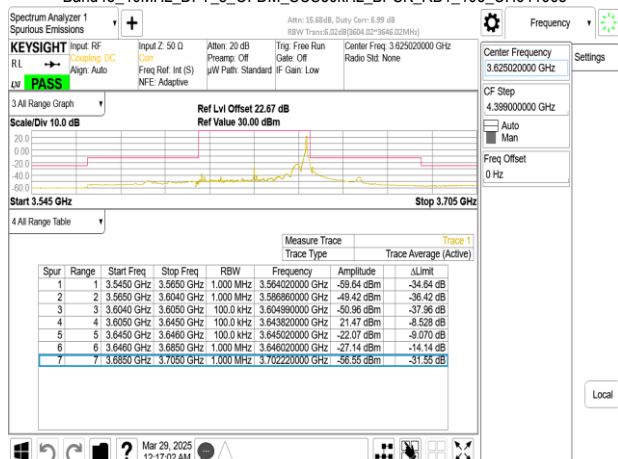 Spectrum Analyzer 1
Spurious Emissions
Attn: 15.68dB, Duty Corr: 6.99 dB
RBW Trans:6.02dB(3604.02~3646.02MHz)
Frequency
KEYSIGHT Input: RF Input Z: 50 Ω Atten: 20 dB Trig: Free Run Center Freq: 3.625020000 GHz
RL Coupling: DC Corr Preamp: Off Gate: Off Radio Std: None
Align: Auto Freq Ref: Int (S) µW Path: Standard IF Gain: Low
PASS NFE: Adaptive
Center Frequency
3.625020000 GHz
Settings
CF Step
4.399000000 GHz
Auto
Man
Freq Offset
0 Hz
3 All Range Graph
Ref Lvl Offset 22.67 dB
Scale/Div 10.0 dB Ref Value 30.00 dBm
20.0
0.00
-20.0
-40.0
-60.0
Start 3.545 GHz Stop 3.705 GHz
4 All Range Table
Measure Trace Trace 1
Trace Type Trace Average (Active)
Spur Range Start Freq Stop Freq RBW Frequency Amplitude ΔLimit
1 1 3.5450 GHz 3.5650 GHz 1.000 MHz 3.564020000 GHz -59.64 dBm -34.64 dB
2 2 3.5650 GHz 3.6040 GHz 1.000 MHz 3.586860000 GHz -49.42 dBm -36.42 dB
3 3 3.6040 GHz 3.6050 GHz 100.0 kHz 3.604990000 GHz -50.96 dBm -37.96 dB
4 4 3.6050 GHz 3.6450 GHz 100.0 kHz 3.643820000 GHz 21.47 dBm -8.528 dB
5 5 3.6450 GHz 3.6460 GHz 100.0 kHz 3.645020000 GHz -22.07 dBm -9.070 dB
6 6 3.6460 GHz 3.6850 GHz 1.000 MHz 3.646020000 GHz -27.14 dBm -14.14 dB
7 7 3.6850 GHz 3.7050 GHz 1.000 MHz 3.702220000 GHz -56.55 dBm -31.55 dB
Local
Mar 29, 2025
12:17:02 AM